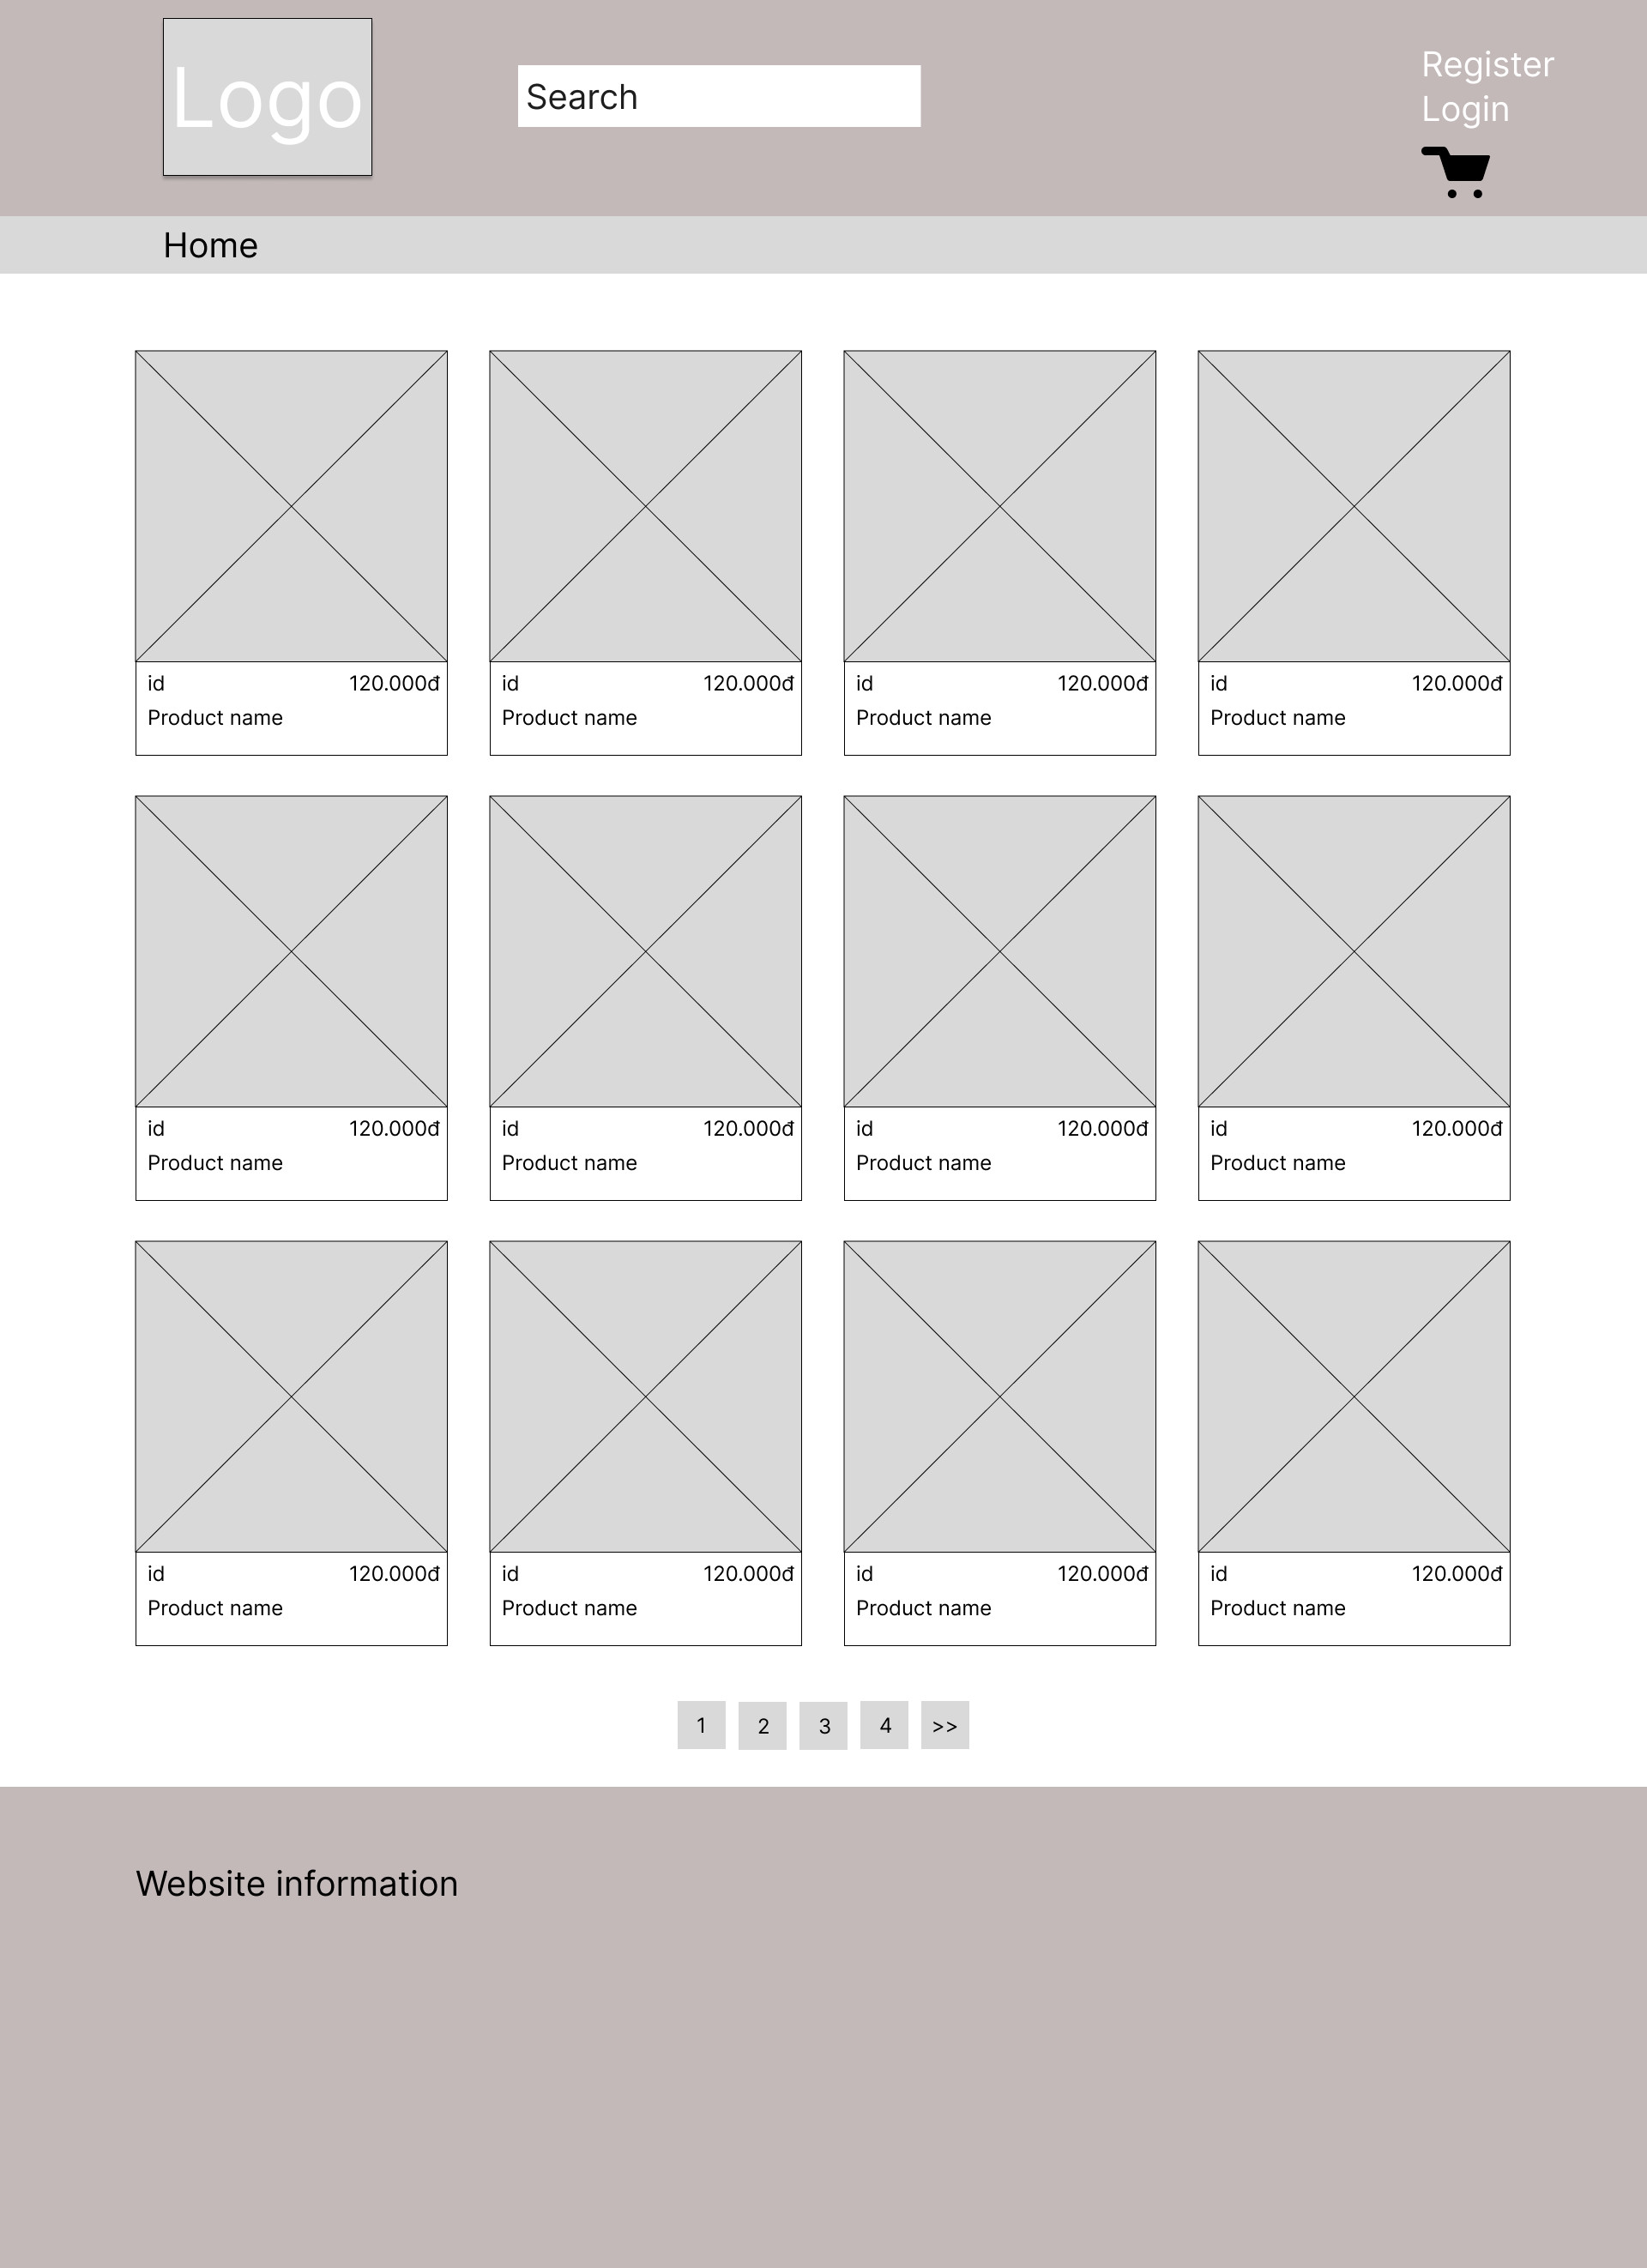 Logo
Search
Register
Login
Home
id 120.000đ
Product name
id 120.000đ
Product name
id 120.000đ
Product name
id 120.000đ
Product name
id 120.000đ
Product name
id 120.000đ
Product name
id 120.000đ
Product name
id 120.000đ
Product name
id 120.000đ
Product name
id 120.000đ
Product name
id 120.000đ
Product name
id 120.000đ
Product name
1 2 3 4 >>
Website information